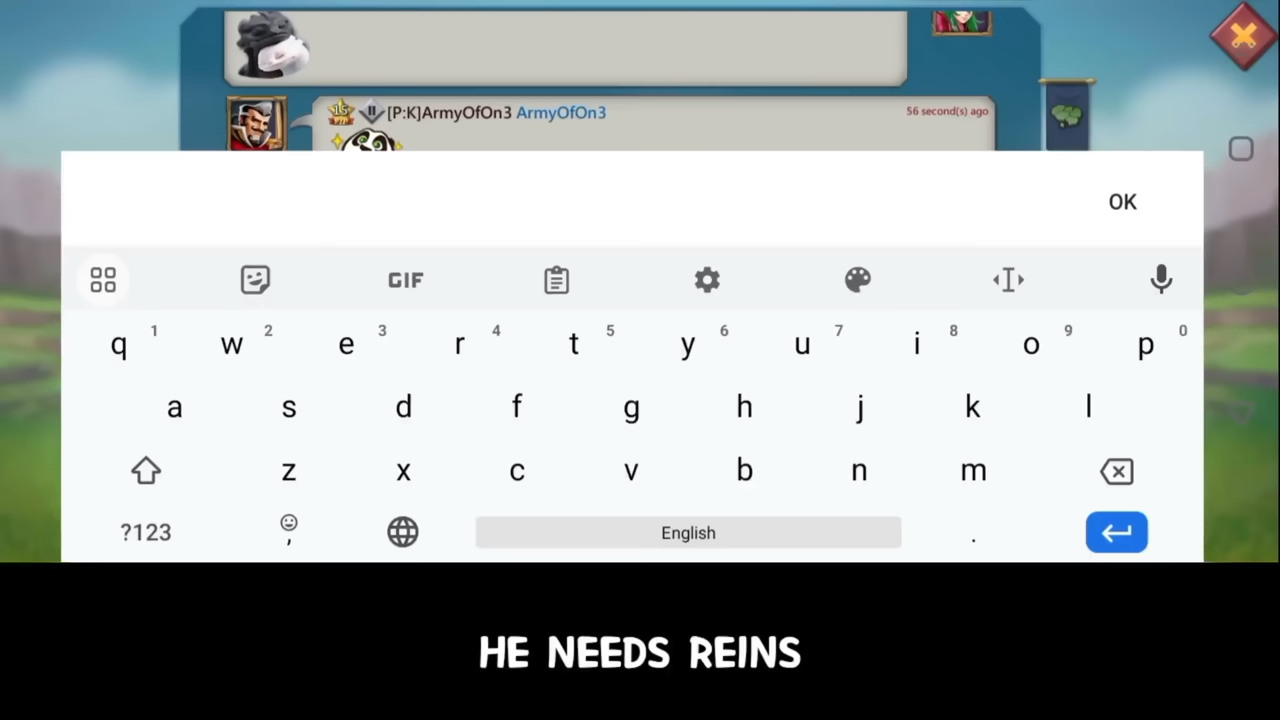 15
[P:K]ArmyOfOn3 ArmyOfOn3
56 second(s) ago
OK
GIF
q 1 w 2 e 3 r 4 t 5 y 6 u 7 i 8 o 9 p 0
a s d f g h j k l
z x c v b n m
?123 , English .
HE NEEDS REINS